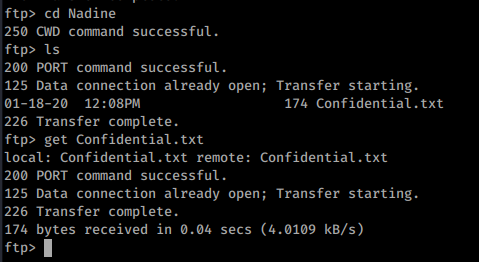 ftp> cd Nadine
250 CWD command successful.
ftp> ls
200 PORT command successful.
125 Data connection already open; Transfer starting.
01-18-20  12:08PM                  174 Confidential.txt
226 Transfer complete.
ftp> get Confidential.txt
local: Confidential.txt remote: Confidential.txt
200 PORT command successful.
125 Data connection already open; Transfer starting.
226 Transfer complete.
174 bytes received in 0.04 secs (4.0109 kB/s)
ftp>